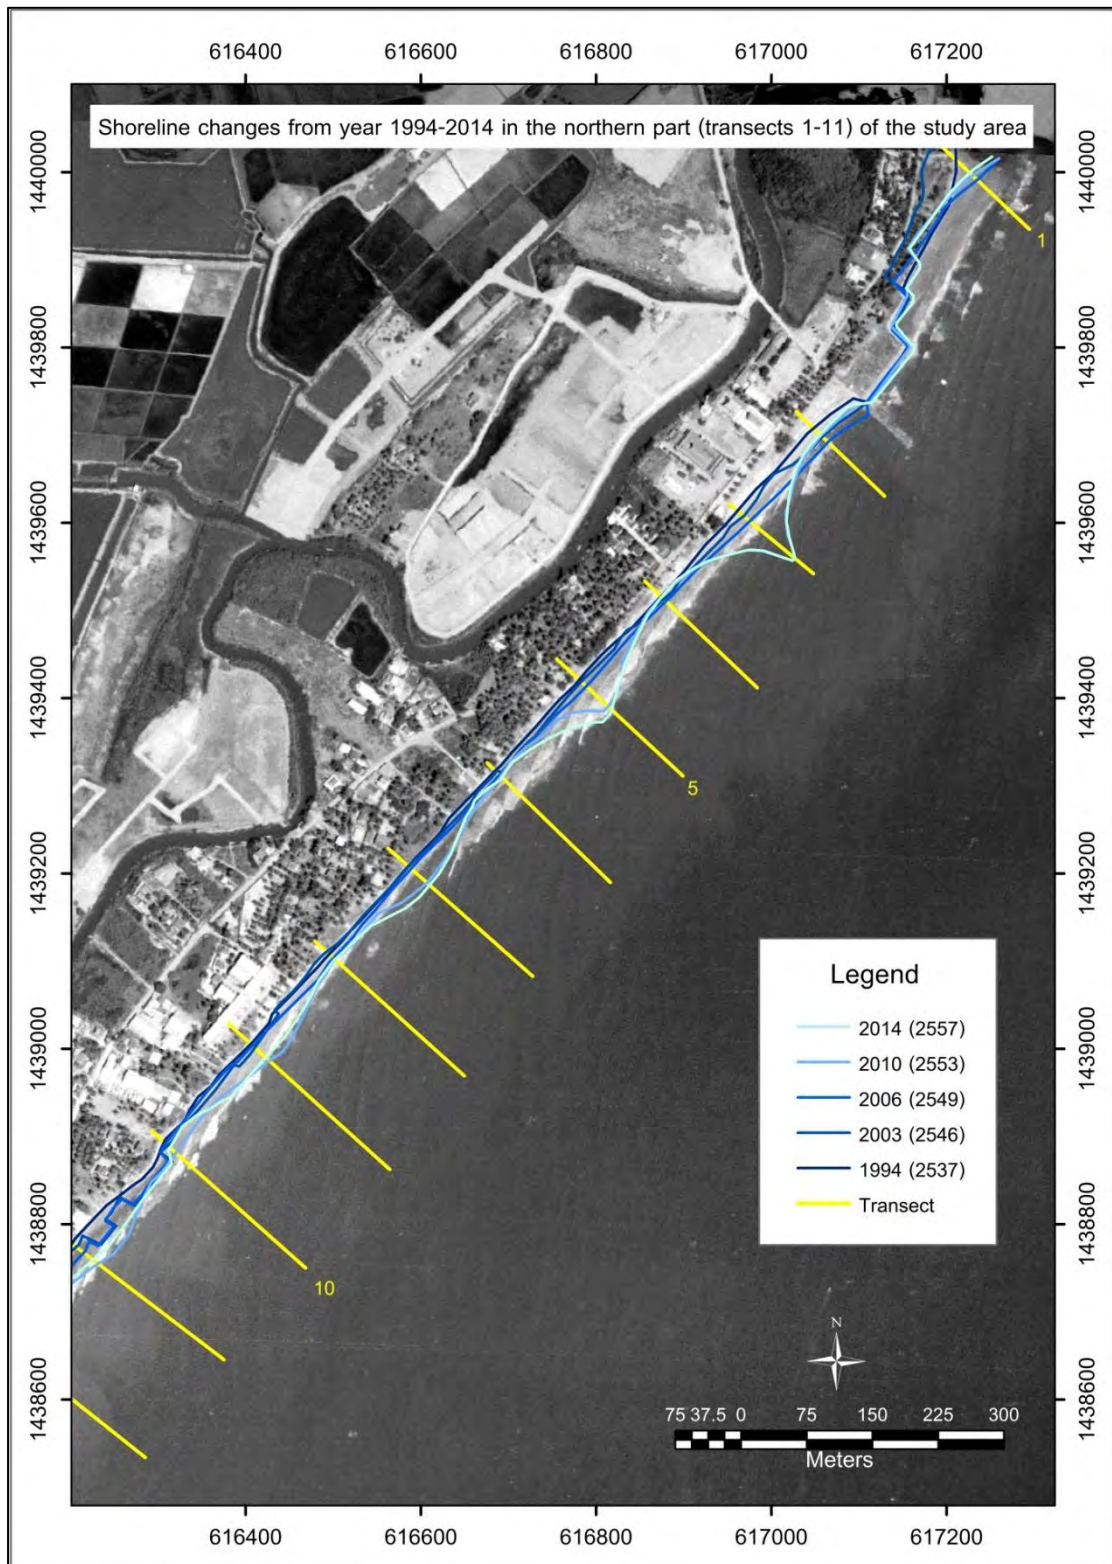 616400 616600 616800 617000 617200
Shoreline changes from year 1994-2014 in the northern part (transects 1-11) of the study area
1440000 1440000
1
1439800 1439800
1439600 1439600
1439400 1439400
5
1439200 1439200
Legend
1439000 1439000
2014 (2557)
2010 (2553)
2006 (2549)
2003 (2546)
1994 (2537)
Transect
1438800 1438800
10
N
1438600 1438600
75 37.5 0 75 150 225 300
Meters
616400 616600 616800 617000 617200